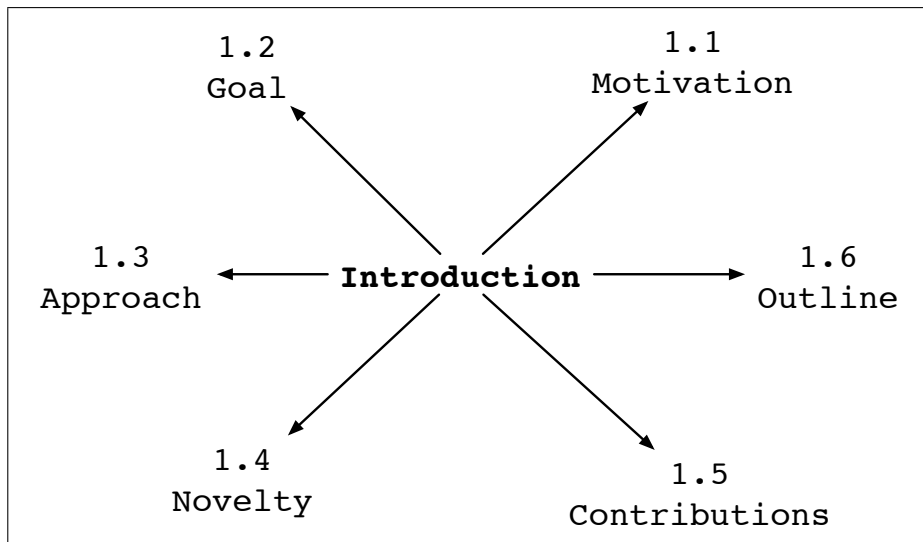 1.2
Goal
1.1
Motivation
1.3
Approach
Introduction
1.6
Outline
1.4
Novelty
1.5
Contributions